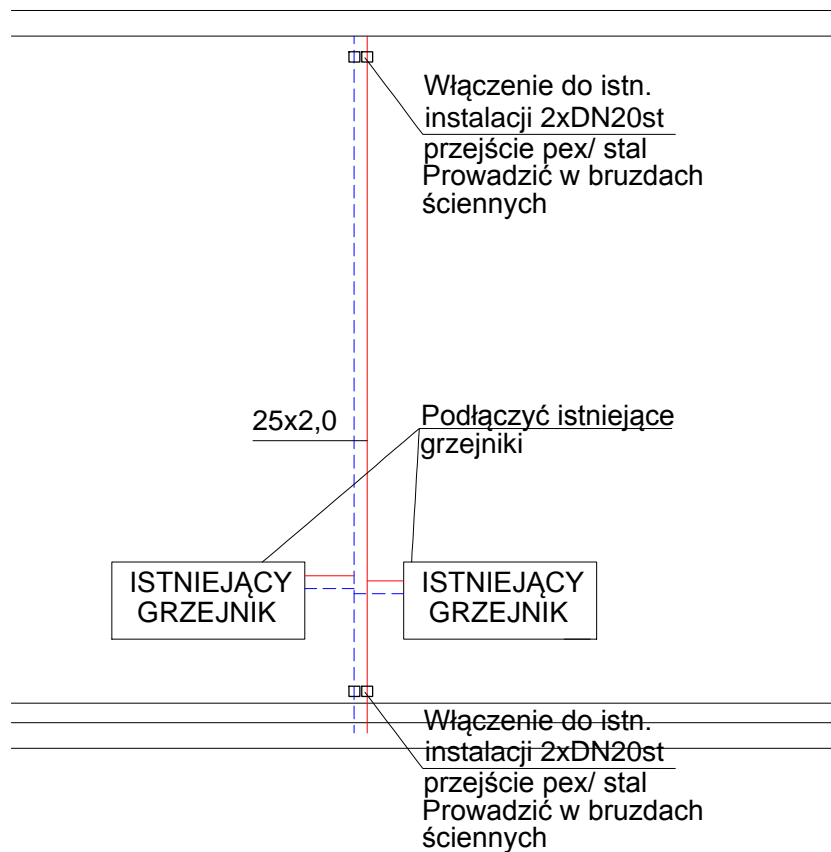 Włączenie do istn.
instalacji 2xDN20st
przejście pex/ stal
Prowadzić w bruzdach
ściennych
25x2,0
Podłączyć istniejące
grzejniki
ISTNIEJĄCY
GRZEJNIK
ISTNIEJĄCY
GRZEJNIK
Włączenie do istn.
instalacji 2xDN20st
przejście pex/ stal
Prowadzić w bruzdach
ściennych